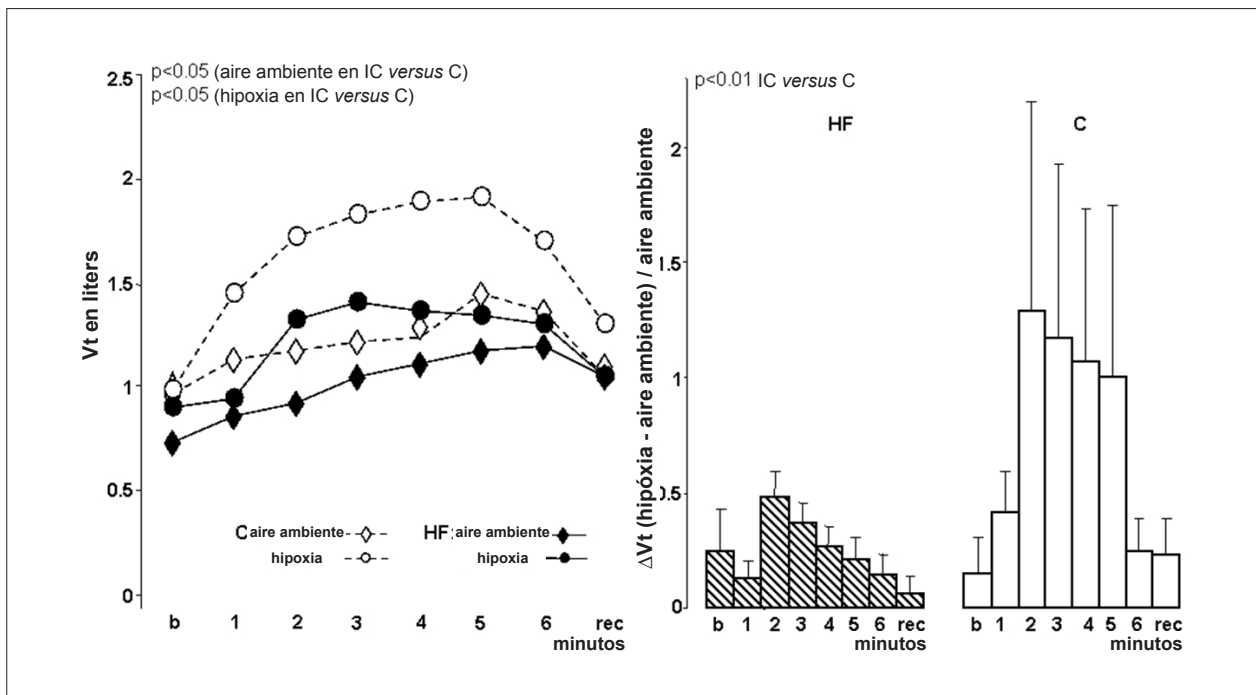 p<0.05 (aire ambiente en IC versus C)
p<0.05 (hipoxia en IC versus C)
Vt en liters
2.5
2
1.5
1
0.5
0
C aire ambiente
hipoxia
HF: aire ambiente
hipoxia
b 1 2 3 4 5 6 rec
minutos
p<0.01 IC versus C
HF
C
ΔVt (hipóxia - aire ambiente) / aire ambiente
2
1.5
1
0.5
0
b 1 2 3 4 5 6 rec
minutos
b 1 2 3 4 5 6 rec
minutos